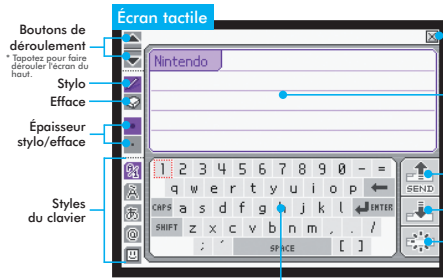 Écran tactile
Boutons de
déroulement
* Tapotez pour faire
dérouler l'écran du
haut.
Stylo
Efface
Épaisseur
stylo/efface
Styles
du clavier
Nintendo
1 2 3 4 5 6 7 8 9 0 - =
q w e r t y u i o p ←
CAPS a s d f g h j k l ENTER
SHIFT z x c v b n m , . /
; ´ SPACE [ ]
SEND
@